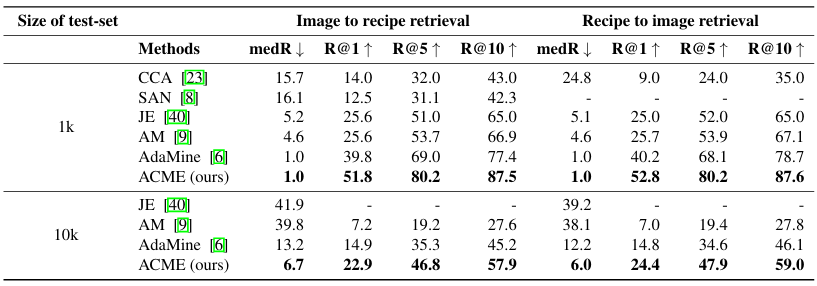 Size of test-set Image to recipe retrieval Recipe to image retrieval
Methods medR ↓ R@1 ↑ R@5 ↑ R@10 ↑ medR ↓ R@1 ↑ R@5 ↑ R@10 ↑
CCA [23] 15.7 14.0 32.0 43.0 24.8 9.0 24.0 35.0
SAN [8] 16.1 12.5 31.1 42.3 - - - -
JE [40] 5.2 25.6 51.0 65.0 5.1 25.0 52.0 65.0
1k
AM [9] 4.6 25.6 53.7 66.9 4.6 25.7 53.9 67.1
AdaMine [6] 1.0 39.8 69.0 77.4 1.0 40.2 68.1 78.7
ACME (ours) 1.0 51.8 80.2 87.5 1.0 52.8 80.2 87.6
JE [40] 41.9 - - - 39.2 - - -
AM [9] 39.8 7.2 19.2 27.6 38.1 7.0 19.4 27.8
10k
AdaMine [6] 13.2 14.9 35.3 45.2 12.2 14.8 34.6 46.1
ACME (ours) 6.7 22.9 46.8 57.9 6.0 24.4 47.9 59.0